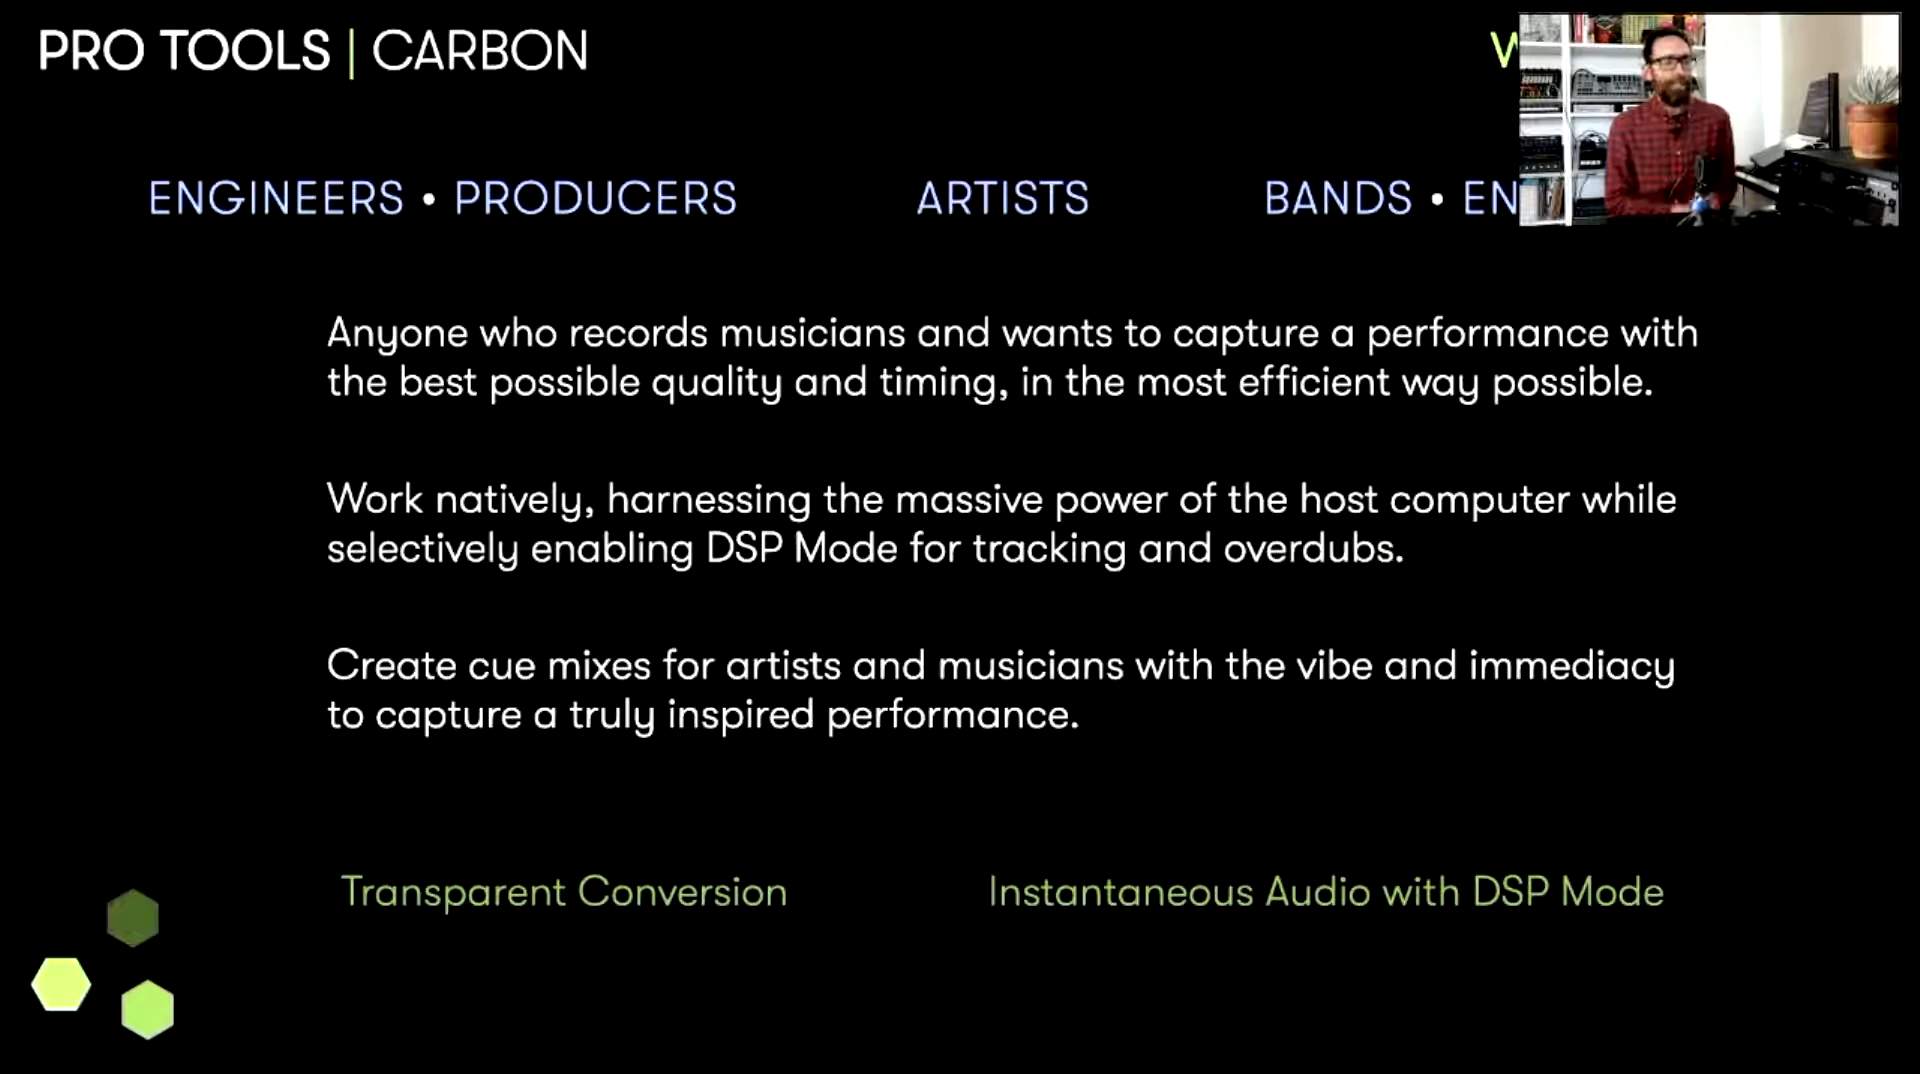 PRO TOOLS | CARBON
ENGINEERS • PRODUCERS ARTISTS BANDS •
Anyone who records musicians and wants to capture a performance with
the best possible quality and timing, in the most efficient way possible.
Work natively, harnessing the massive power of the host computer while
selectively enabling DSP Mode for tracking and overdubs.
Create cue mixes for artists and musicians with the vibe and immediacy
to capture a truly inspired performance.
Transparent Conversion Instantaneous Audio with DSP Mode